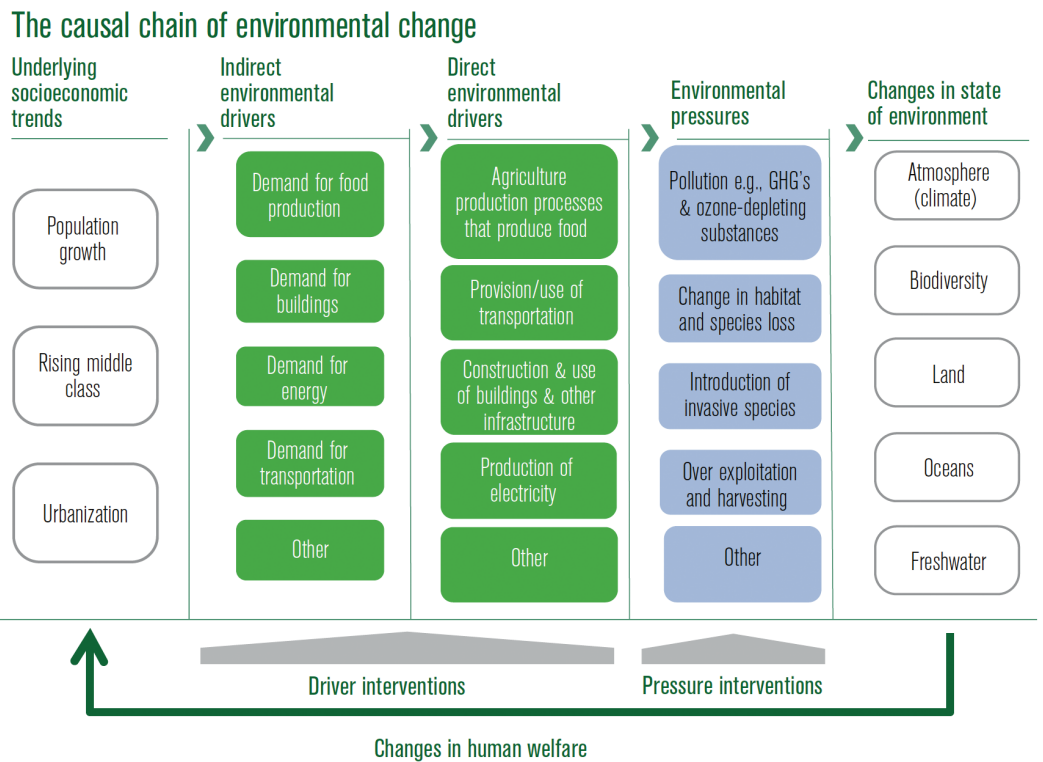 The causal chain of environmental change
Underlying
socioeconomic
trends
Indirect
environmental
drivers
Direct
environmental
drivers
Environmental
pressures
Changes in state
of environment
Population
growth
Rising middle
class
Urbanization
Demand for food
production
Demand for
buildings
Demand for
energy
Demand for
transportation
Other
Agriculture
production processes
that produce food
Provision/use of
transportation
Construction & use
of buildings & other
infrastructure
Production of
electricity
Other
Pollution e.g., GHG's
& ozone-depleting
substances
Change in habitat
and species loss
Introduction of
invasive species
Over exploitation
and harvesting
Other
Atmosphere
(climate)
Biodiversity
Land
Oceans
Freshwater
Driver interventions
Pressure interventions
Changes in human welfare